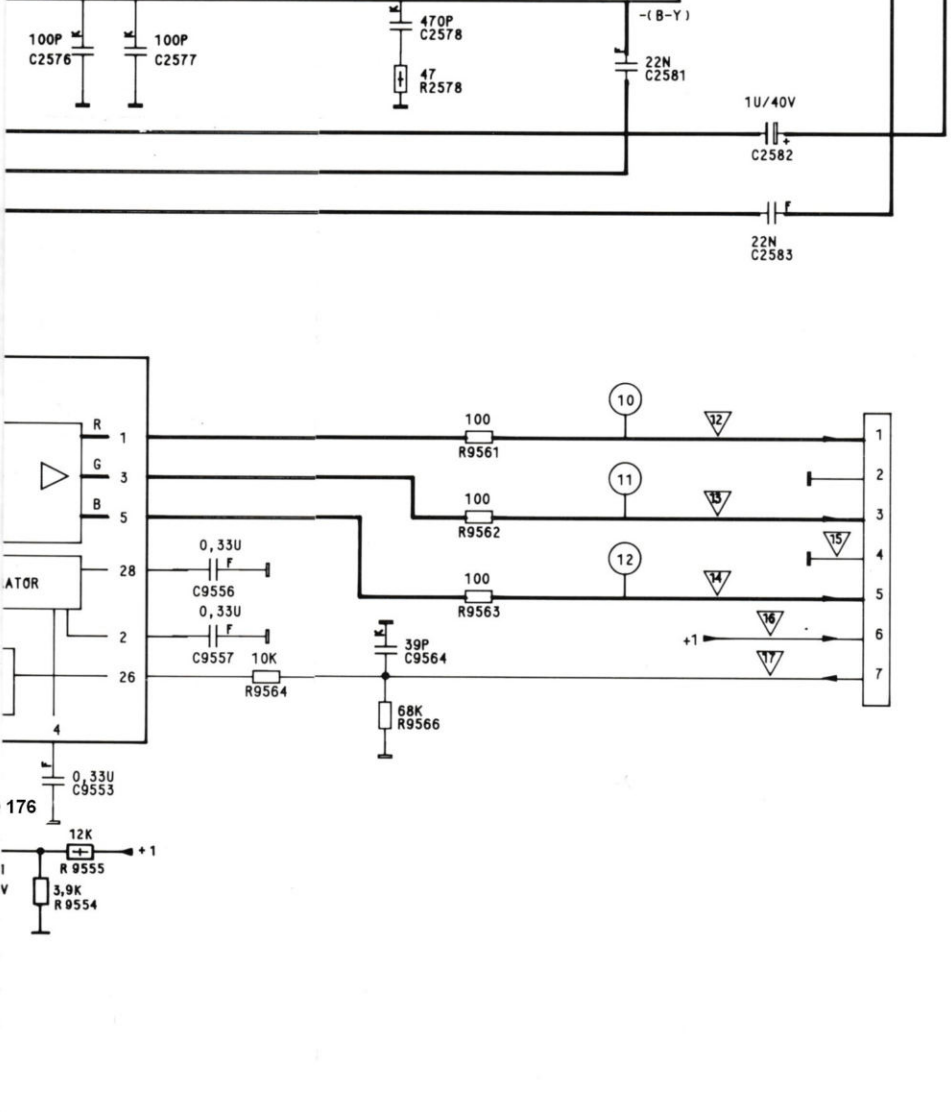 -(B-Y)
470P
C2578
100P
C2576
100P
C2577
22N
C2581
47
R2578
1U/40V
+
C2582
F
22N
C2583
10
R
1
100
R9561
12
1
G
3
11
13
2
B
5
100
R9562
3
15
4
0,33U
F
C9556
28
12
14
100
R9563
5
ATOR
0,33U
F
C9557
2
16
+1
6
39P
C9564
10K
R9564
26
17
7
68K
R9566
4
F
0,33U
C9553
176
12K
+1
R 9555
V
3,9K
R 9554